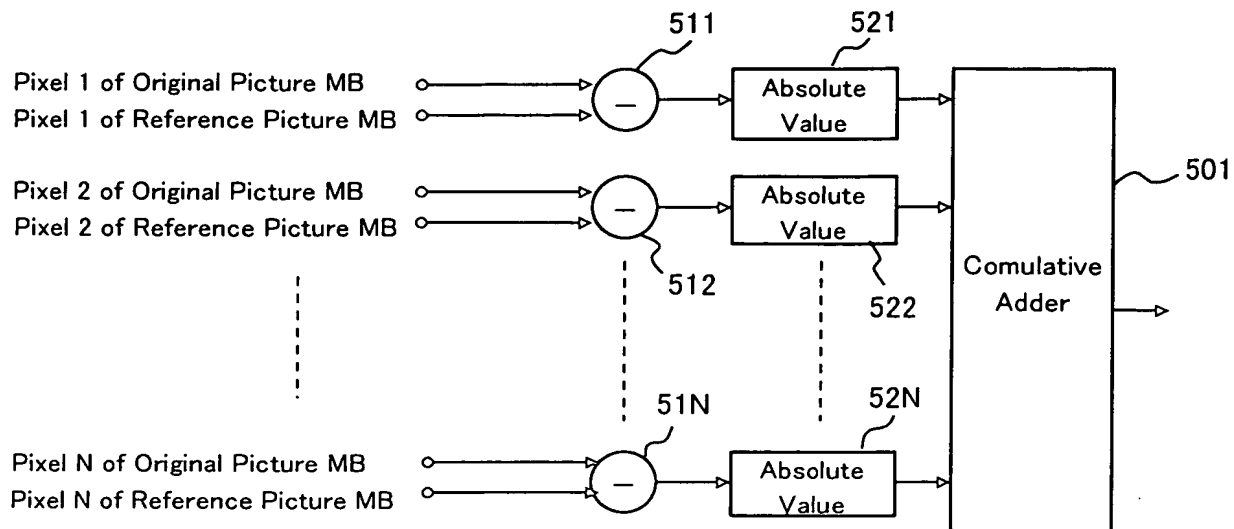 511
521
Pixel 1 of Original Picture MB
Pixel 1 of Reference Picture MB
−
Absolute
Value
501
Pixel 2 of Original Picture MB
Pixel 2 of Reference Picture MB
−
Absolute
Value
512
522
Comulative
Adder
51N
52N
Pixel N of Original Picture MB
Pixel N of Reference Picture MB
−
Absolute
Value